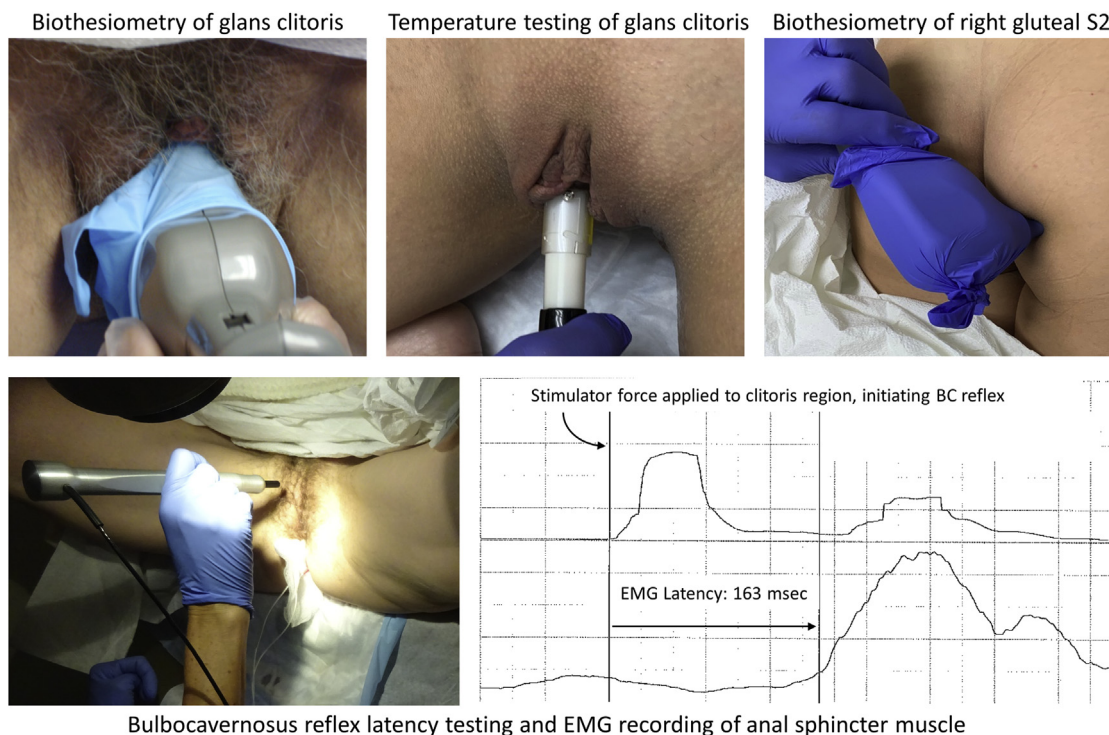 Biothesiometry of glans clitoris
Temperature testing of glans clitoris
Biothesiometry of right gluteal S2
Stimulator force applied to clitoris region, initiating BC reflex
EMG Latency: 163 msec
Bulbocavernosus reflex latency testing and EMG recording of anal sphincter muscle